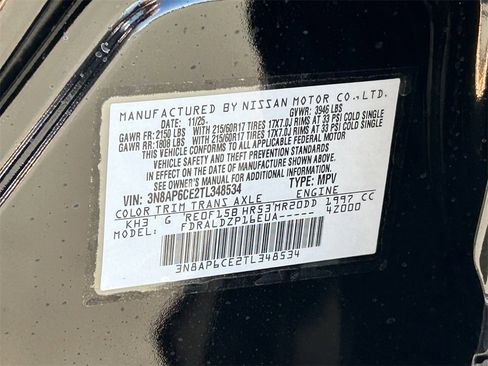 MANUFACTURED BY NISSAN MOTOR CO.,LTD.
DATE: 11/25 GVWR: 3946 LBS
GAWR FR: 2150 LBS WITH 215/60R17 TIRES 17X7.0J RIMS AT 33 PSI COLD SINGLE
GAWR RR: 1808 LBS WITH 215/60R17 TIRES 17X7.0J RIMS AT 33 PSI COLD SINGLE
THIS VEHICLE CONFORMS TO ALL APPLICABLE FEDERAL MOTOR
VEHICLE SAFETY AND THEFT PREVENTION STANDARDS
IN EFFECT ON THE DATE OF MANUFACTURE SHOWN ABOVE.
SEE OWNER'S MANUAL FOR ADDITIONAL INFORMATION.
VIN: 3N8AP6CE2TL348534 TYPE: MPV
COLOR TRIM TRANS AXLE ENGINE
KH3 G RE0F15B HR53 MR20DD 1997 CC
MODEL: FDRALDZP16EUA----- 42000
3N8AP6CE2TL348534